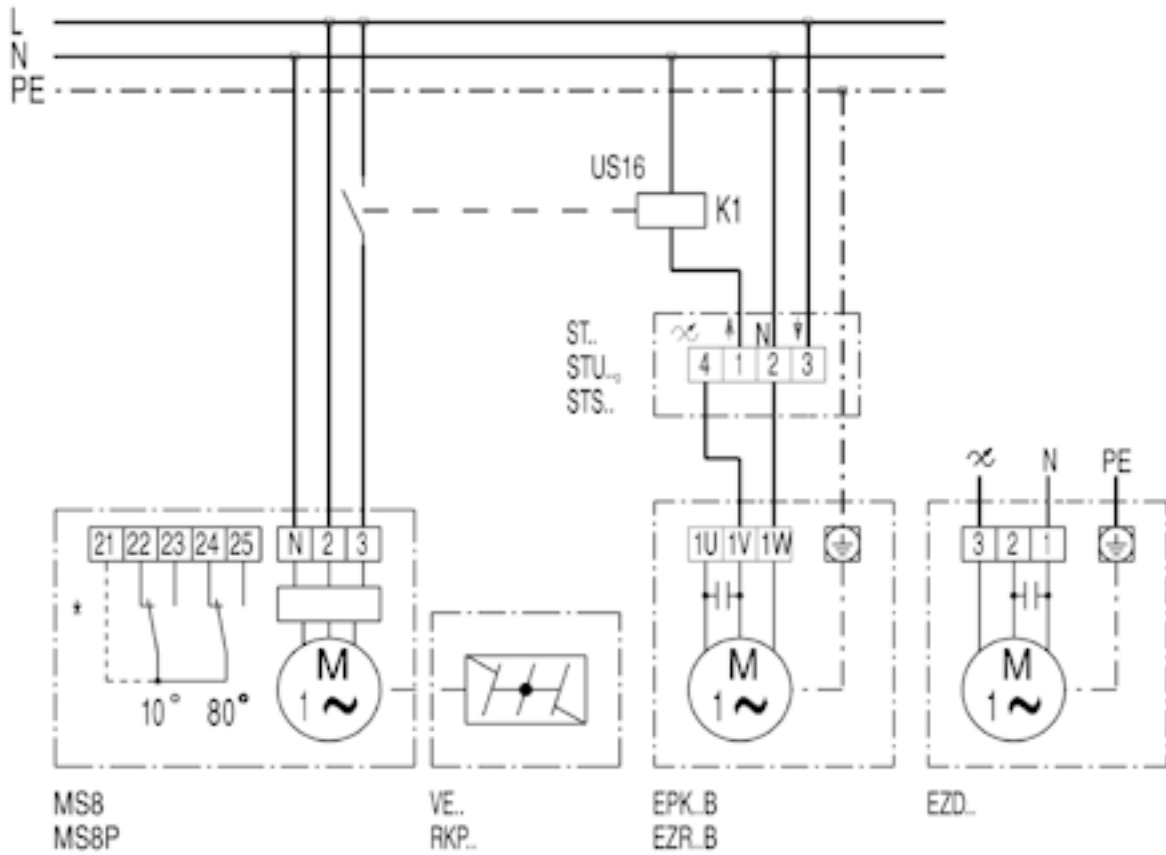 L
N
PE
US16
K1
ST..
STU..
STS..
N
4 1 2 3
N PE
21 22 23 24 25
N 2 3
1U 1V 1W
3 2 1
*
10° 80°
M
1 ~
M
1 ~
M
1 ~
MS8
MS8P
VE..
RKP..
EPK..B
EZR..B
EZD..